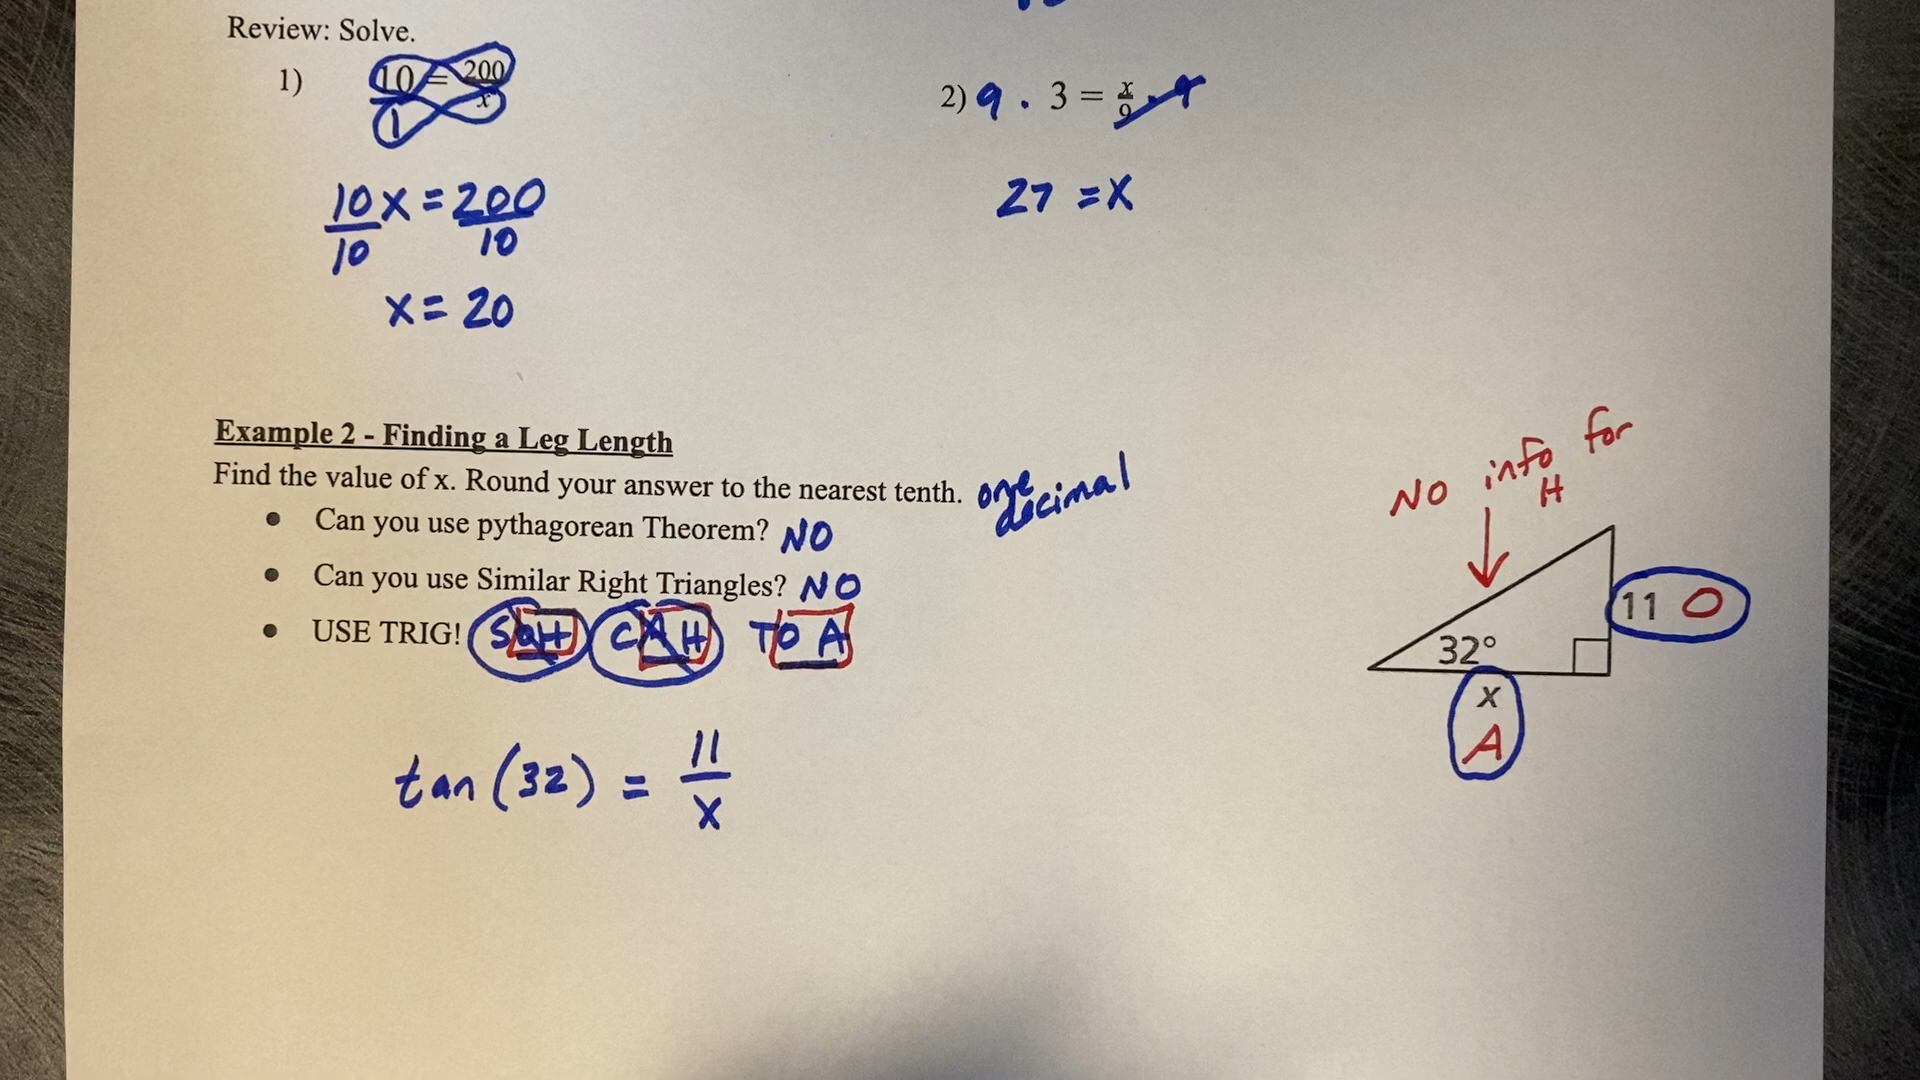 Review: Solve.
1) 10 = 200
1 x
10x = 200
10 10
x = 20
2) 9 . 3 = x/9 . 9
27 = x
Example 2 - Finding a Leg Length
Find the value of x. Round your answer to the nearest tenth. one decimal
• Can you use pythagorean Theorem? NO
• Can you use Similar Right Triangles? NO
• USE TRIG! SOH CAH TOA
tan (32) = 11
x
NO info for
H
11 O
32°
x
A